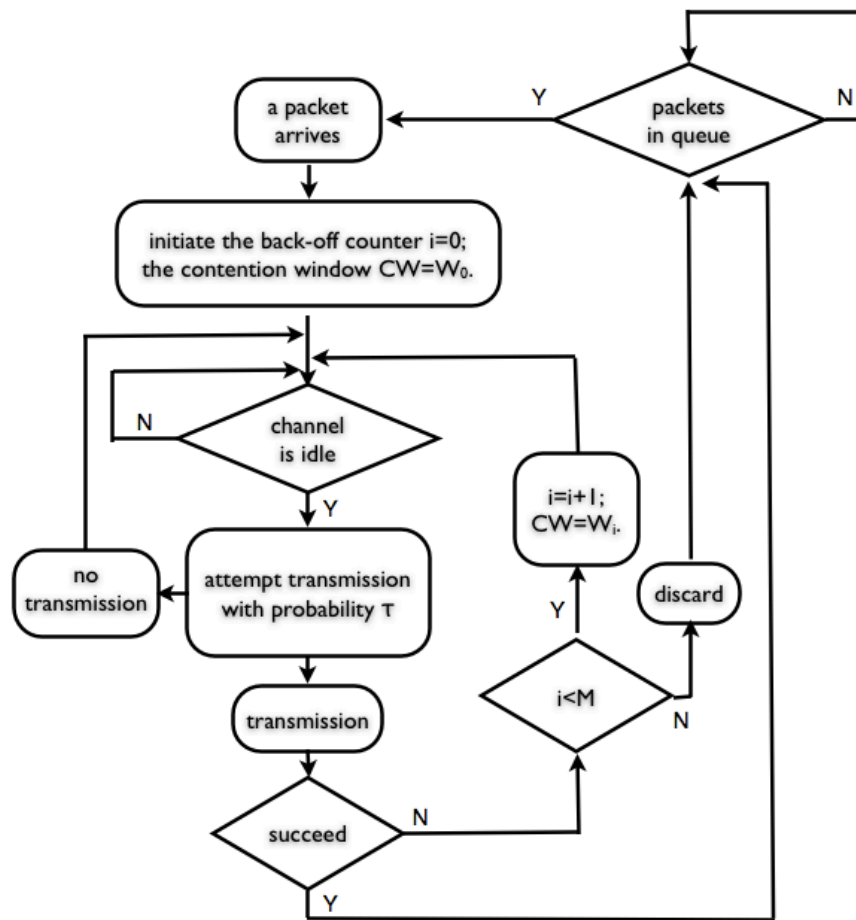 packets
in queue
Y
N
a packet
arrives
initiate the back-off counter i=0;
the contention window CW=W₀.
channel
is idle
N
Y
i=i+1;
CW=Wᵢ.
no
transmission
attempt transmission
with probability τ
discard
Y
i<M
N
transmission
succeed
N
Y